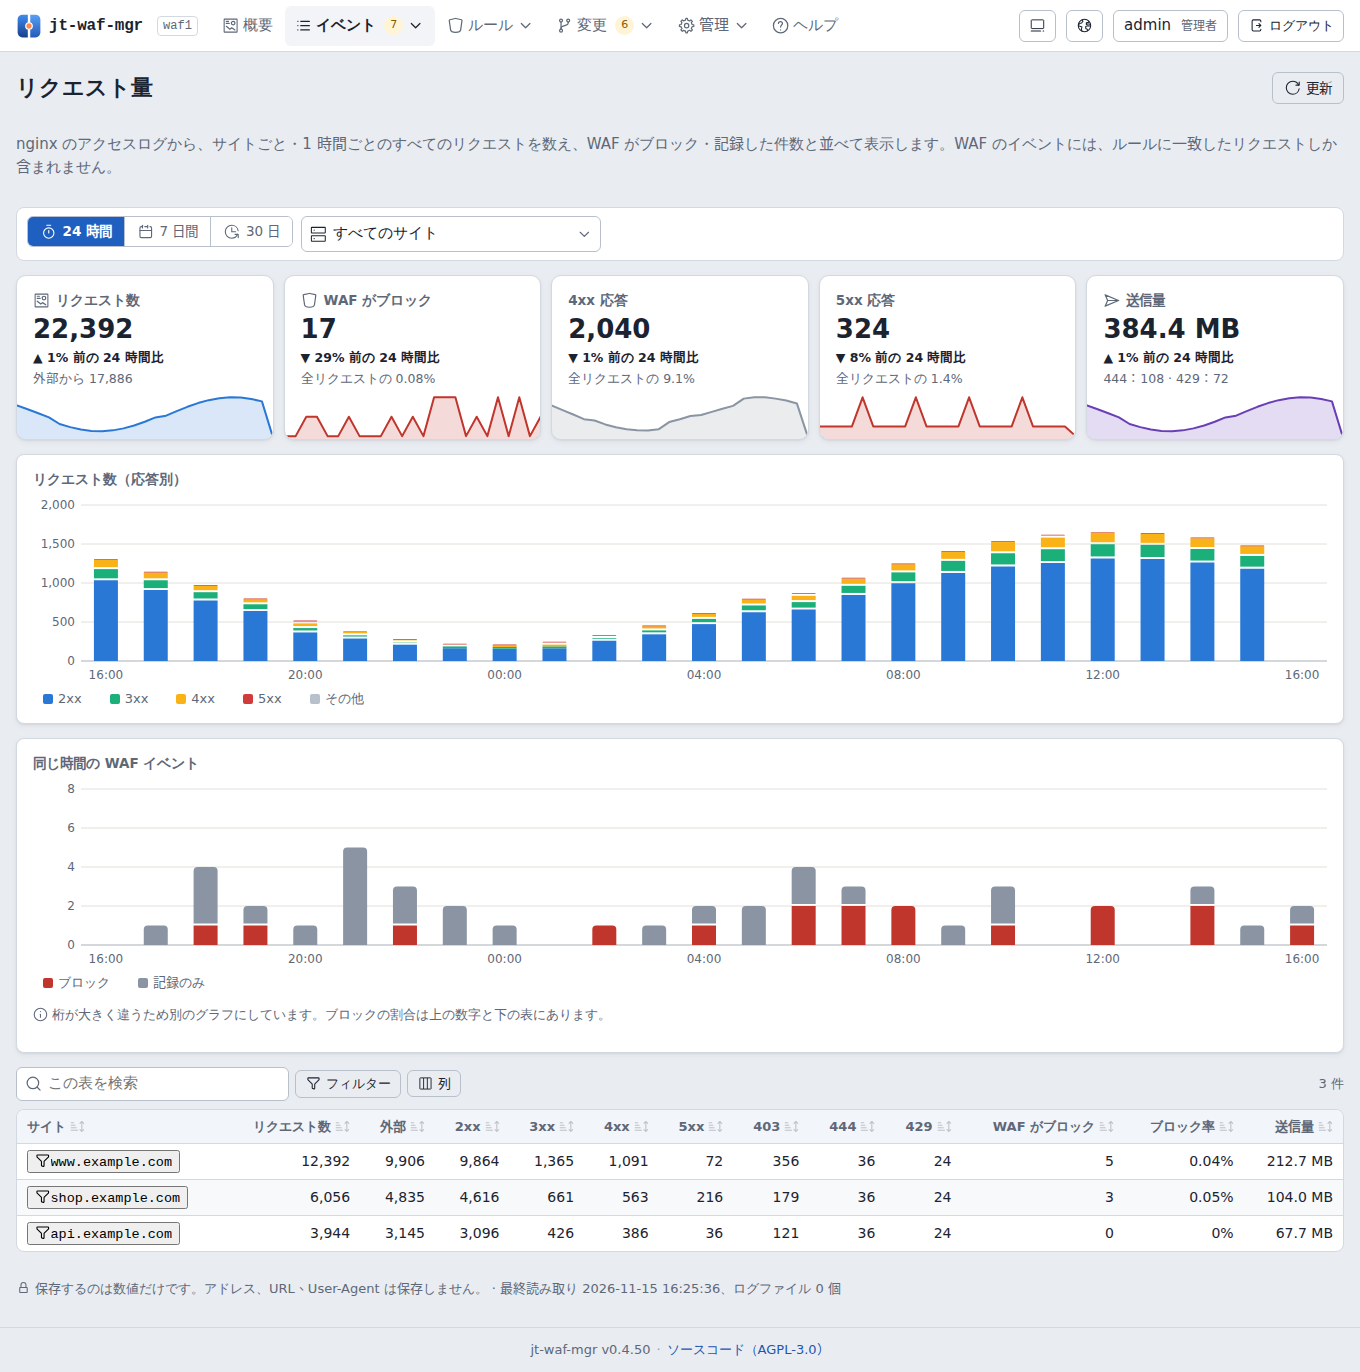 jt-waf-mgr waf1 概要 イベント 7 ルール 変更 6 管理 ヘルプ admin 管理者 ログアウト
リクエスト量 更新
nginx のアクセスログから、サイトごと・1 時間ごとのすべてのリクエストを数え、WAF がブロック・記録した件数と並べて表示します。WAF のイベントには、ルールに一致したリクエストしか
含まれません。
24 時間 7 日間 30 日 すべてのサイト
リクエスト数 WAF がブロック 4xx 応答 5xx 応答 送信量
22,392 17 2,040 324 384.4 MB
▲ 1% 前の 24 時間比 ▼ 29% 前の 24 時間比 ▼ 1% 前の 24 時間比 ▼ 8% 前の 24 時間比 ▲ 1% 前の 24 時間比
外部から 17,886 全リクエストの 0.08% 全リクエストの 9.1% 全リクエストの 1.4% 444：108 · 429：72
リクエスト数（応答別）
2,000
1,500
1,000
500
0
16:00 20:00 00:00 04:00 08:00 12:00 16:00
2xx 3xx 4xx 5xx その他
同じ時間の WAF イベント
8
6
4
2
0
16:00 20:00 00:00 04:00 08:00 12:00 16:00
ブロック 記録のみ
桁が大きく違うため別のグラフにしています。ブロックの割合は上の数字と下の表にあります。
この表を検索 フィルター 列 3 件
サイト リクエスト数 外部 2xx 3xx 4xx 5xx 403 444 429 WAF がブロック ブロック率 送信量
www.example.com 12,392 9,906 9,864 1,365 1,091 72 356 36 24 5 0.04% 212.7 MB
shop.example.com 6,056 4,835 4,616 661 563 216 179 36 24 3 0.05% 104.0 MB
api.example.com 3,944 3,145 3,096 426 386 36 121 36 24 0 0% 67.7 MB
保存するのは数値だけです。アドレス、URL、User-Agent は保存しません。 · 最終読み取り 2026-11-15 16:25:36、ログファイル 0 個
jt-waf-mgr v0.4.50 · ソースコード（AGPL-3.0）